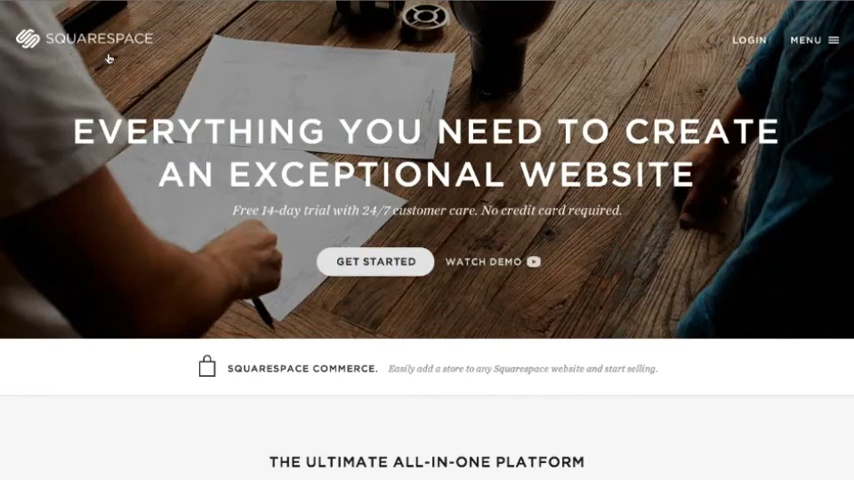 SQUARESPACE
LOGIN MENU
EVERYTHING YOU NEED TO CREATE
AN EXCEPTIONAL WEBSITE
Free 14-day trial with 24/7 customer care. No credit card required.
GET STARTED WATCH DEMO
SQUARESPACE COMMERCE. Easily add a store to any Squarespace website and start selling.
THE ULTIMATE ALL-IN-ONE PLATFORM